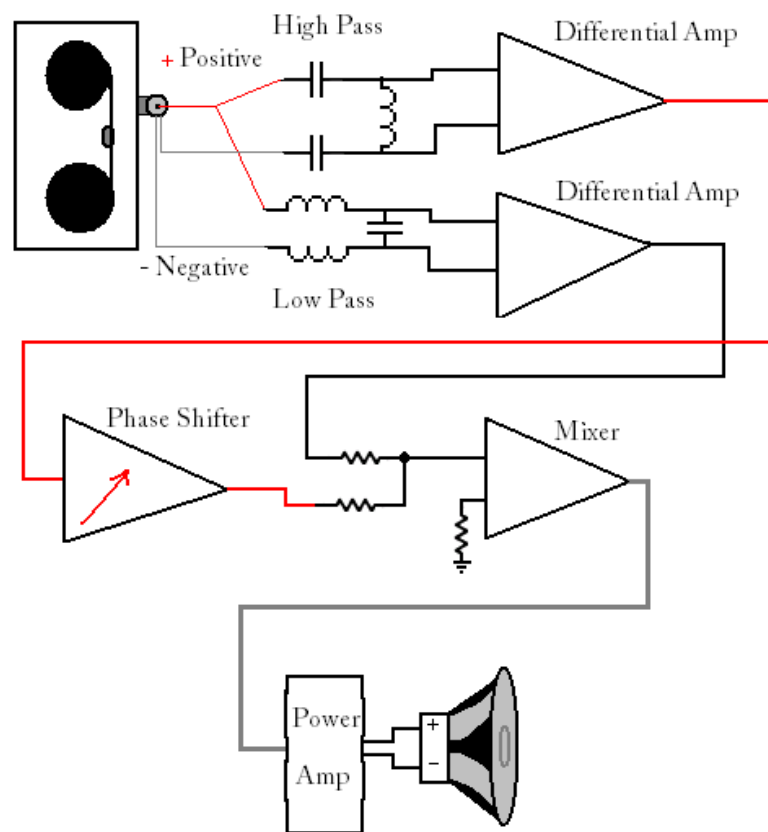 High Pass
Differential Amp
+ Positive
Differential Amp
- Negative
Low Pass
Phase Shifter
Mixer
Power
Amp
+
-